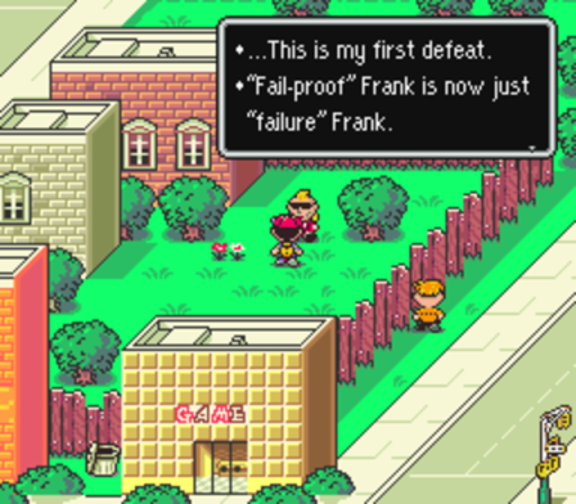 •...This is my first defeat.
•“Fail-proof” Frank is now just
“failure” Frank.
GAME